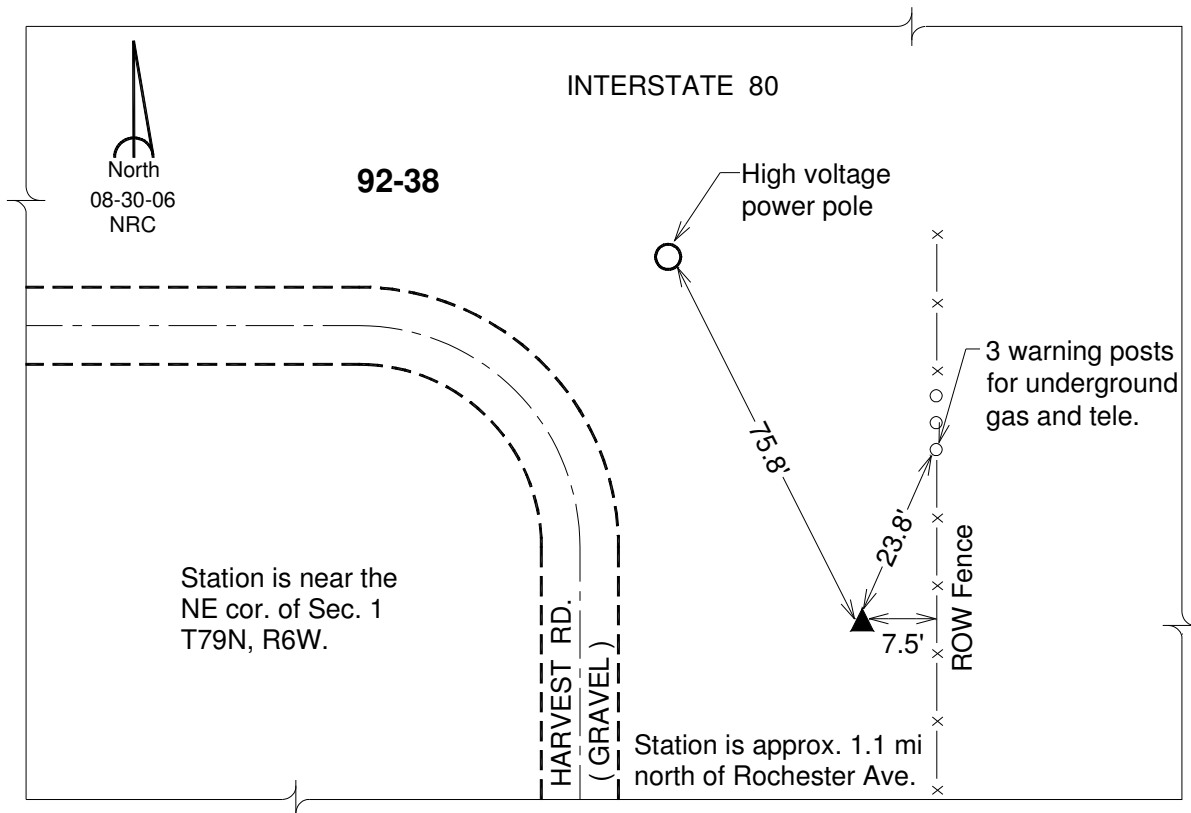 INTERSTATE 80
North
08-30-06
NRC
92-38
High voltage
power pole
3 warning posts
for underground
gas and tele.
75.8'
23.8'
7.5'
ROW Fence
Station is near the
NE cor. of Sec. 1
T79N, R6W.
HARVEST RD.
( GRAVEL )
Station is approx. 1.1 mi
north of Rochester Ave.